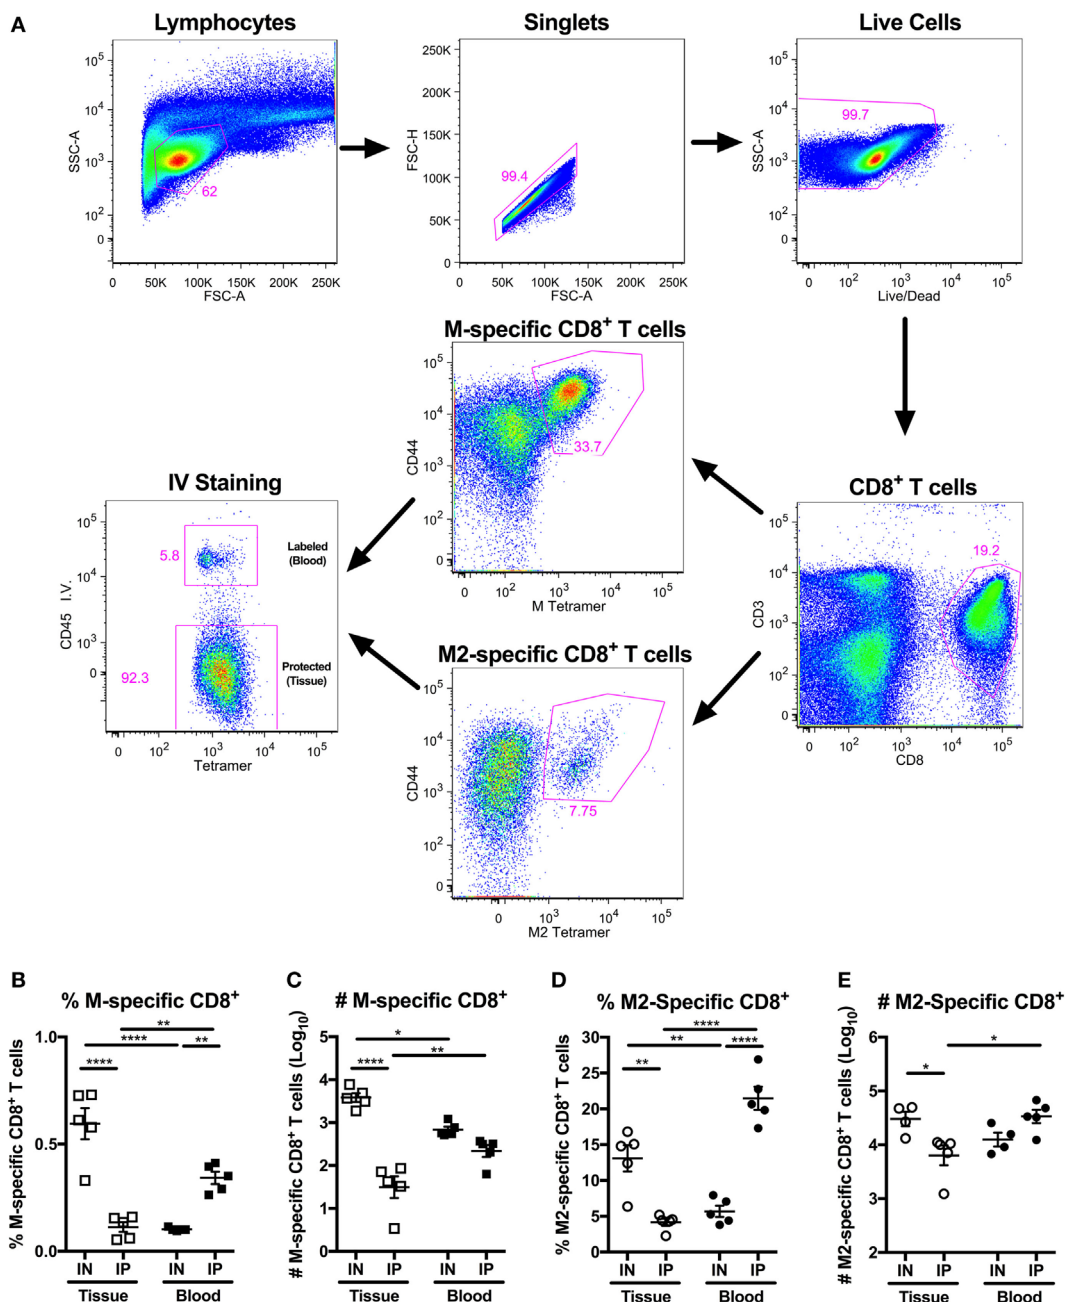 A
Lymphocytes
Singlets
Live Cells
SSC-A
10⁵
10⁴
10³
10²
0
62
0 50K 100K 150K 200K 250K
FSC-A
FSC-H
250K
200K
150K
100K
50K
0
99.4
0 50K 100K 150K 200K 250K
FSC-A
SSC-A
10⁵
10⁴
10³
10²
0
99.7
0 10² 10³ 10⁴ 10⁵
Live/Dead
M-specific CD8⁺ T cells
CD44
10⁵
10⁴
10³
10²
0
33.7
0 10² 10³ 10⁴ 10⁵
M Tetramer
CD8⁺ T cells
CD3
10⁵
10⁴
10³
10²
0
19.2
0 10² 10³ 10⁴ 10⁵
CD8
IV Staining
CD45 I.V.
10⁵
10⁴
10³
0
5.8
Labeled
(Blood)
92.3
Protected
(Tissue)
0 10² 10³ 10⁴ 10⁵
Tetramer
M2-specific CD8⁺ T cells
CD44
10⁵
10⁴
10³
10²
0
7.75
0 10³ 10⁴ 10⁵
M2 Tetramer
B
% M-specific CD8⁺
% M-specific CD8⁺ T cells
1.0
0.5
0.0
**
****
**
****
IN IP IN IP
Tissue Blood
C
# M-specific CD8⁺
# M-specific CD8⁺ T cells (Log₁₀)
5
4
3
2
1
0
*
****
**
IN IP IN IP
Tissue Blood
D
% M2-Specific CD8⁺
% M2-specific CD8⁺ T cells
30
25
20
15
10
5
0
****
**
****
**
IN IP IN IP
Tissue Blood
E
# M2-Specific CD8⁺
# M2-specific CD8⁺ T cells (Log₁₀)
6
5
4
3
2
*
*
IN IP IN IP
Tissue Blood